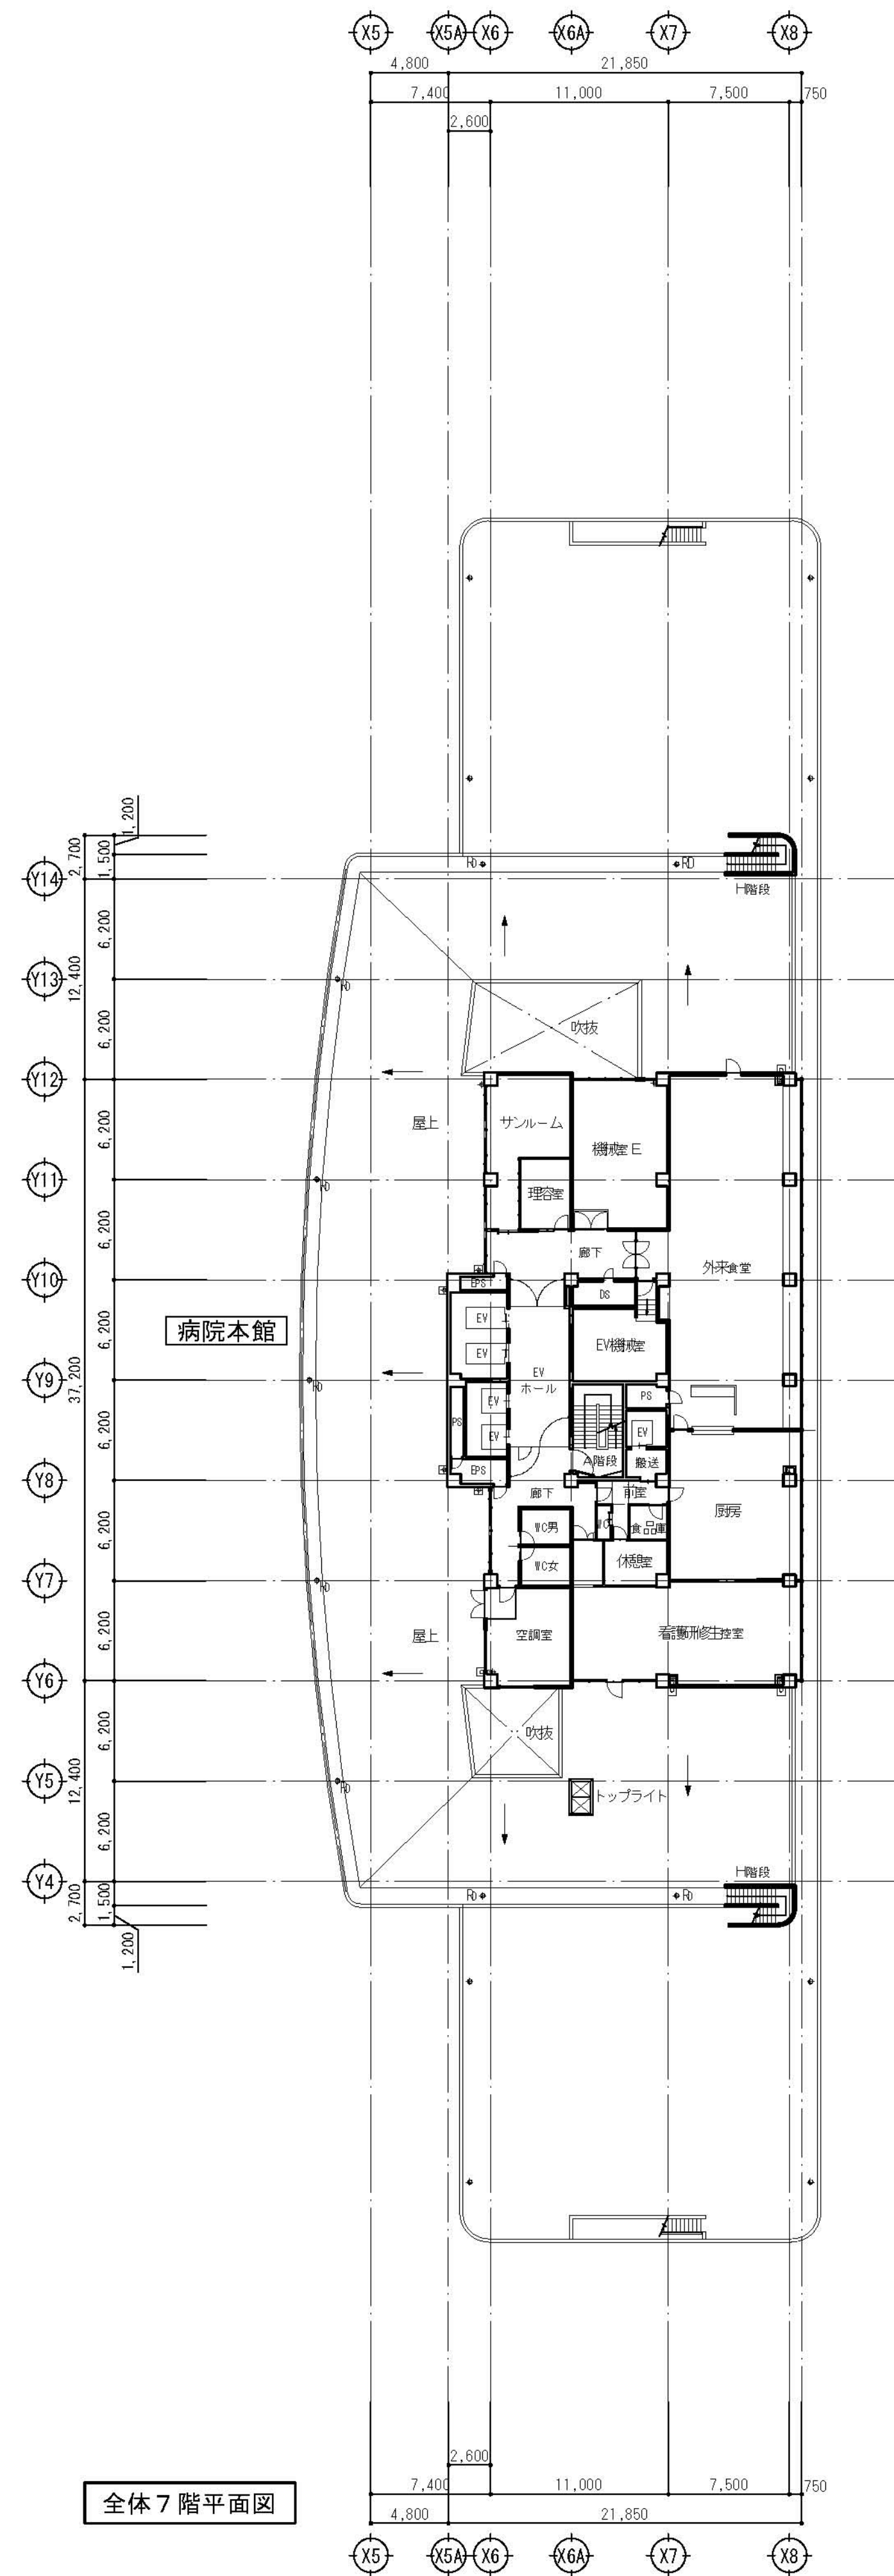 X5 X5A X6 X6A X7 X8
4,800 21,850
7,400 11,000 7,500 750
2,600
1,200
2,700 1,500
RD RD
Y14
H階段
6,200
Y13
12,400
RD
吹抜
6,200
Y12
屋上 サンルーム 機械室E
6,200
Y11
RD
理容室
6,200
廊下
外来食堂
Y10
EPS
DS
病院本館
EV
EV機械室
6,200
EV
EV
ホール
Y9
37,200
RD
PS
EV
PS
EV
EV
6,200
A階段 搬送
EPS
Y8
廊下 前室
厨房
WC男 WC 食品庫
6,200
WC女 休憩室
Y7
RD
屋上 空調室 看護研修生控室
6,200
Y6
6,200
吹抜
Y5
12,400
RD
トップライト
6,200
H階段
Y4
RD RD
2,700 1,500
1,200
2,600
7,400 11,000 7,500 750
4,800 21,850
全体7階平面図
X5 X5A X6 X6A X7 X8